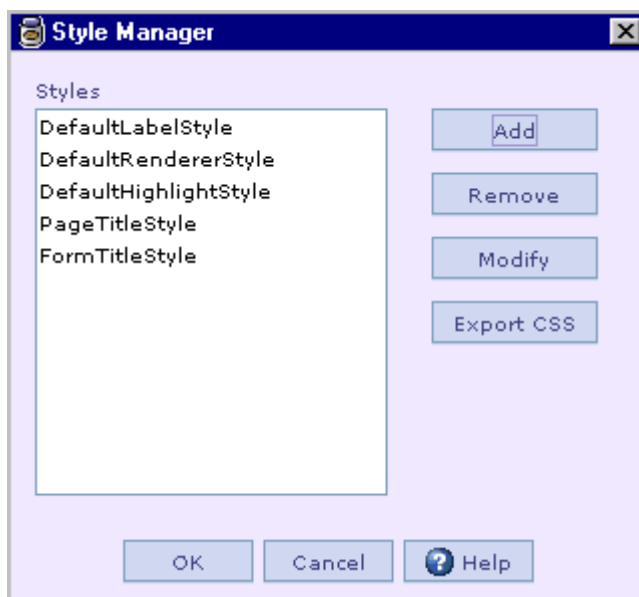 Style Manager
Styles
DefaultLabelStyle
DefaultRendererStyle
DefaultHighlightStyle
PageTitleStyle
FormTitleStyle
Add
Remove
Modify
Export CSS
OK Cancel ? Help